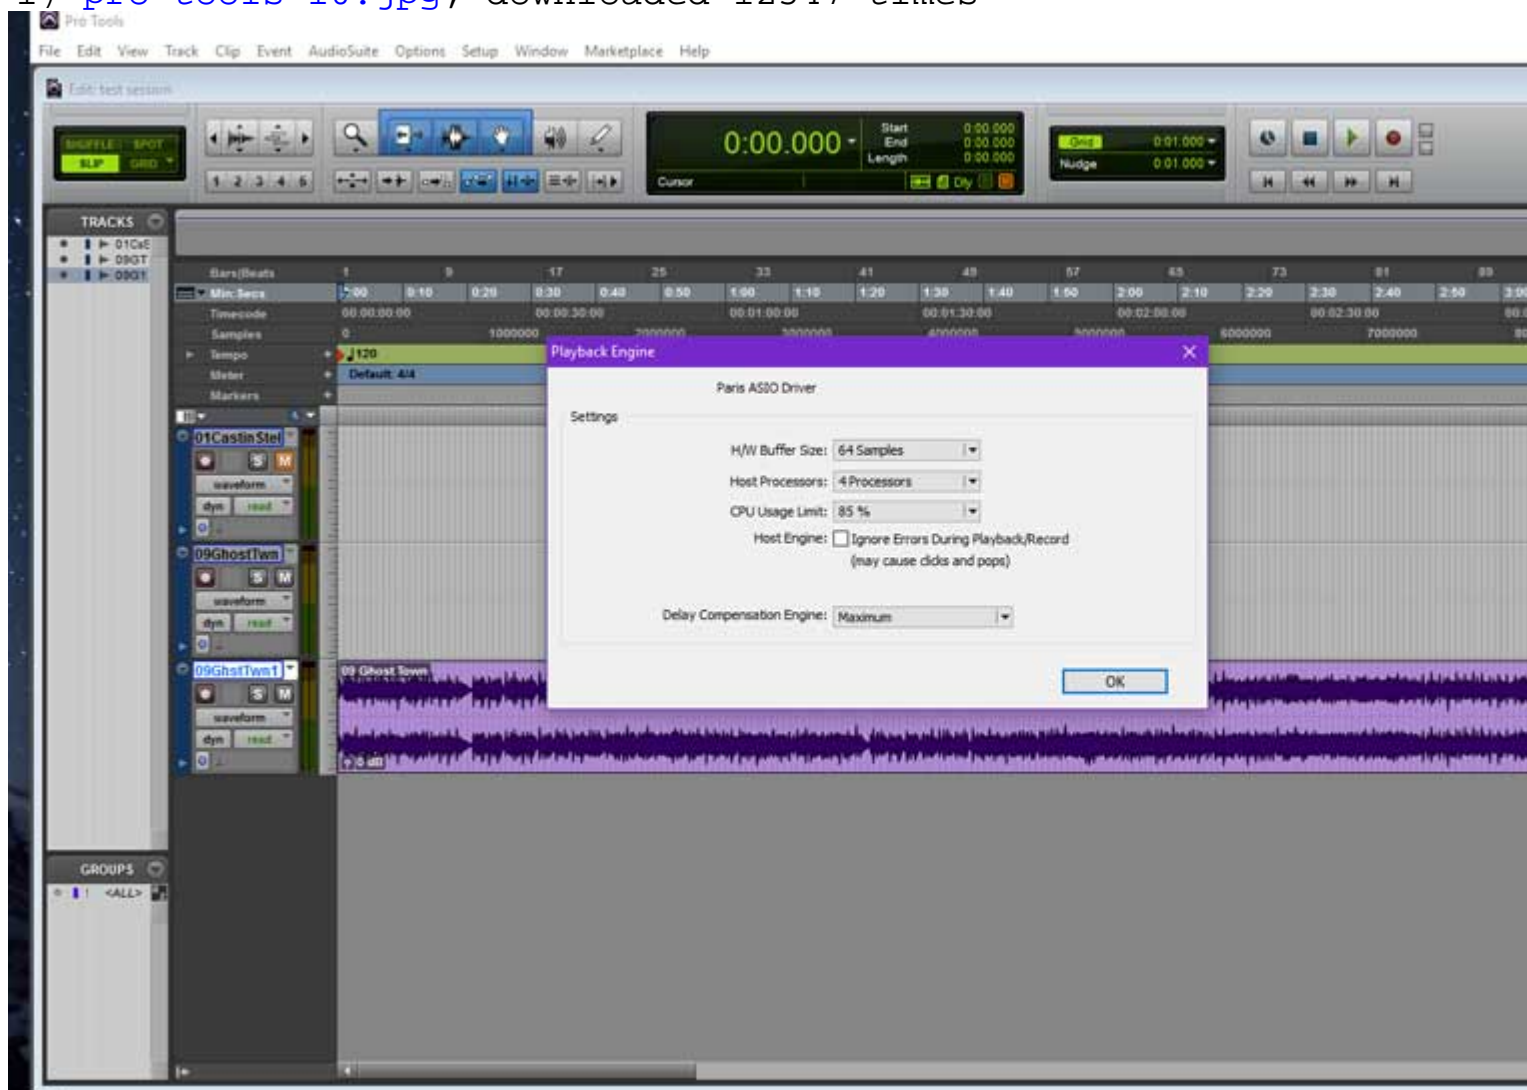 Pro Tools
File Edit View Track Clip Event AudioSuite Options Setup Window Marketplace Help
Edit: test session
SHUFFLE SPOT
SLIP GRID
0:00.000
Start 0:00.000
End 0:00.000
Length 0:00.000
Grid 0:01.000
Nudge 0:01.000
1 2 3 4 5
Cursor
Dly
TRACKS
01CsS
09GT
09G1
Bars|Beats 1 9 17 25 33 41 49 57 65 73 81 89
Min:Secs 0:00 0:10 0:20 0:30 0:40 0:50 1:00 1:10 1:20 1:30 1:40 1:50 2:00 2:10 2:20 2:30 2:40 2:50 3:00
Timecode 00:00:00:00 00:00:30:00 00:01:00:00 00:01:30:00 00:02:00:00 00:02:30:00
Samples 0 1000000 2000000 3000000 4000000 5000000 6000000 7000000
Tempo 120
Meter Default: 4/4
Markers
Playback Engine
Paris ASIO Driver
Settings
H/W Buffer Size: 64 Samples
Host Processors: 4 Processors
CPU Usage Limit: 85 %
Host Engine: Ignore Errors During Playback/Record
(may cause clicks and pops)
Delay Compensation Engine: Maximum
OK
01CastinStel
S M
waveform
dyn read
09GhostTwn
S M
waveform
dyn read
09GhstTwn1
S M
waveform
dyn read
09 Ghost Town
0 dB
GROUPS
! <ALL>